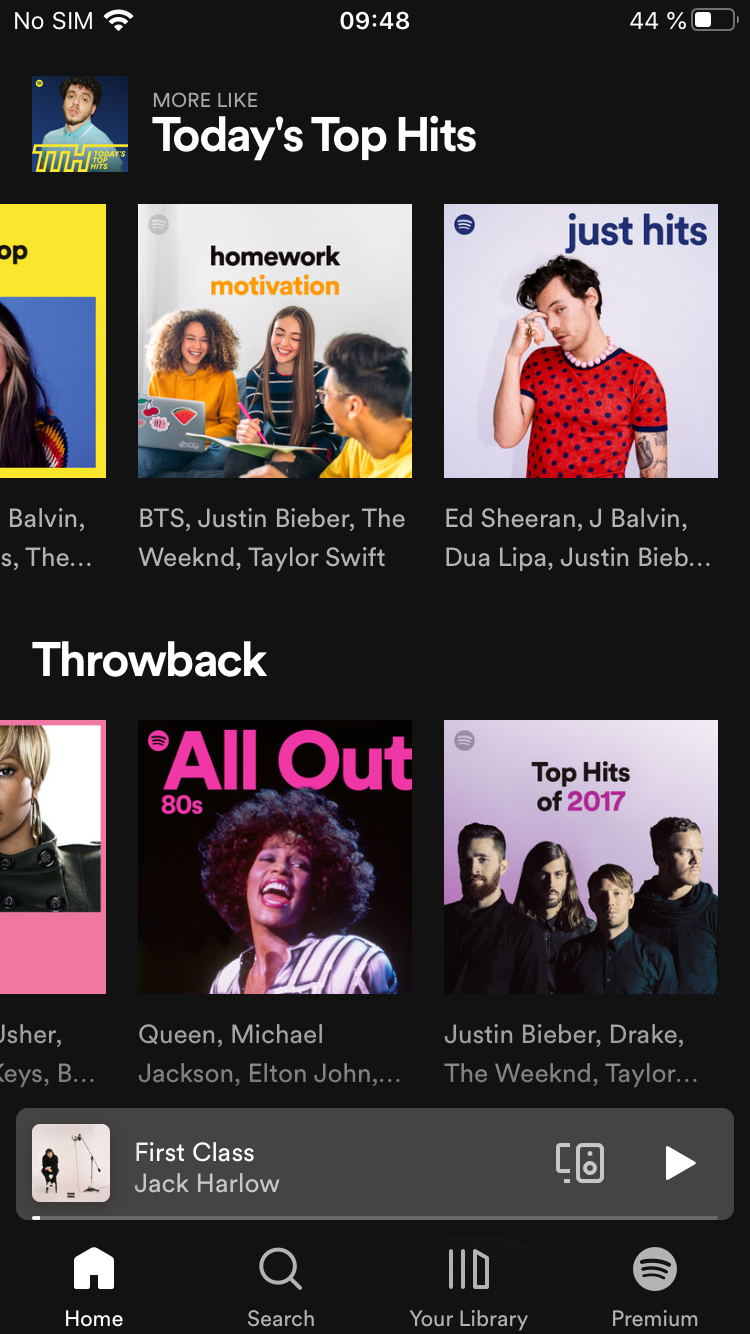 No SIM 09:48 44 %
MORE LIKE
Today's Top Hits
TTH TODAY'S
TOP
HITS
op
homework
motivation
just hits
Balvin,
s, The...
BTS, Justin Bieber, The
Weeknd, Taylor Swift
Ed Sheeran, J Balvin,
Dua Lipa, Justin Bieb...
Throwback
All Out
80s
Top Hits
of 2017
Usher,
Keys, B...
Queen, Michael
Jackson, Elton John,...
Justin Bieber, Drake,
The Weeknd, Taylor...
First Class
Jack Harlow
Home
Search
Your Library
Premium